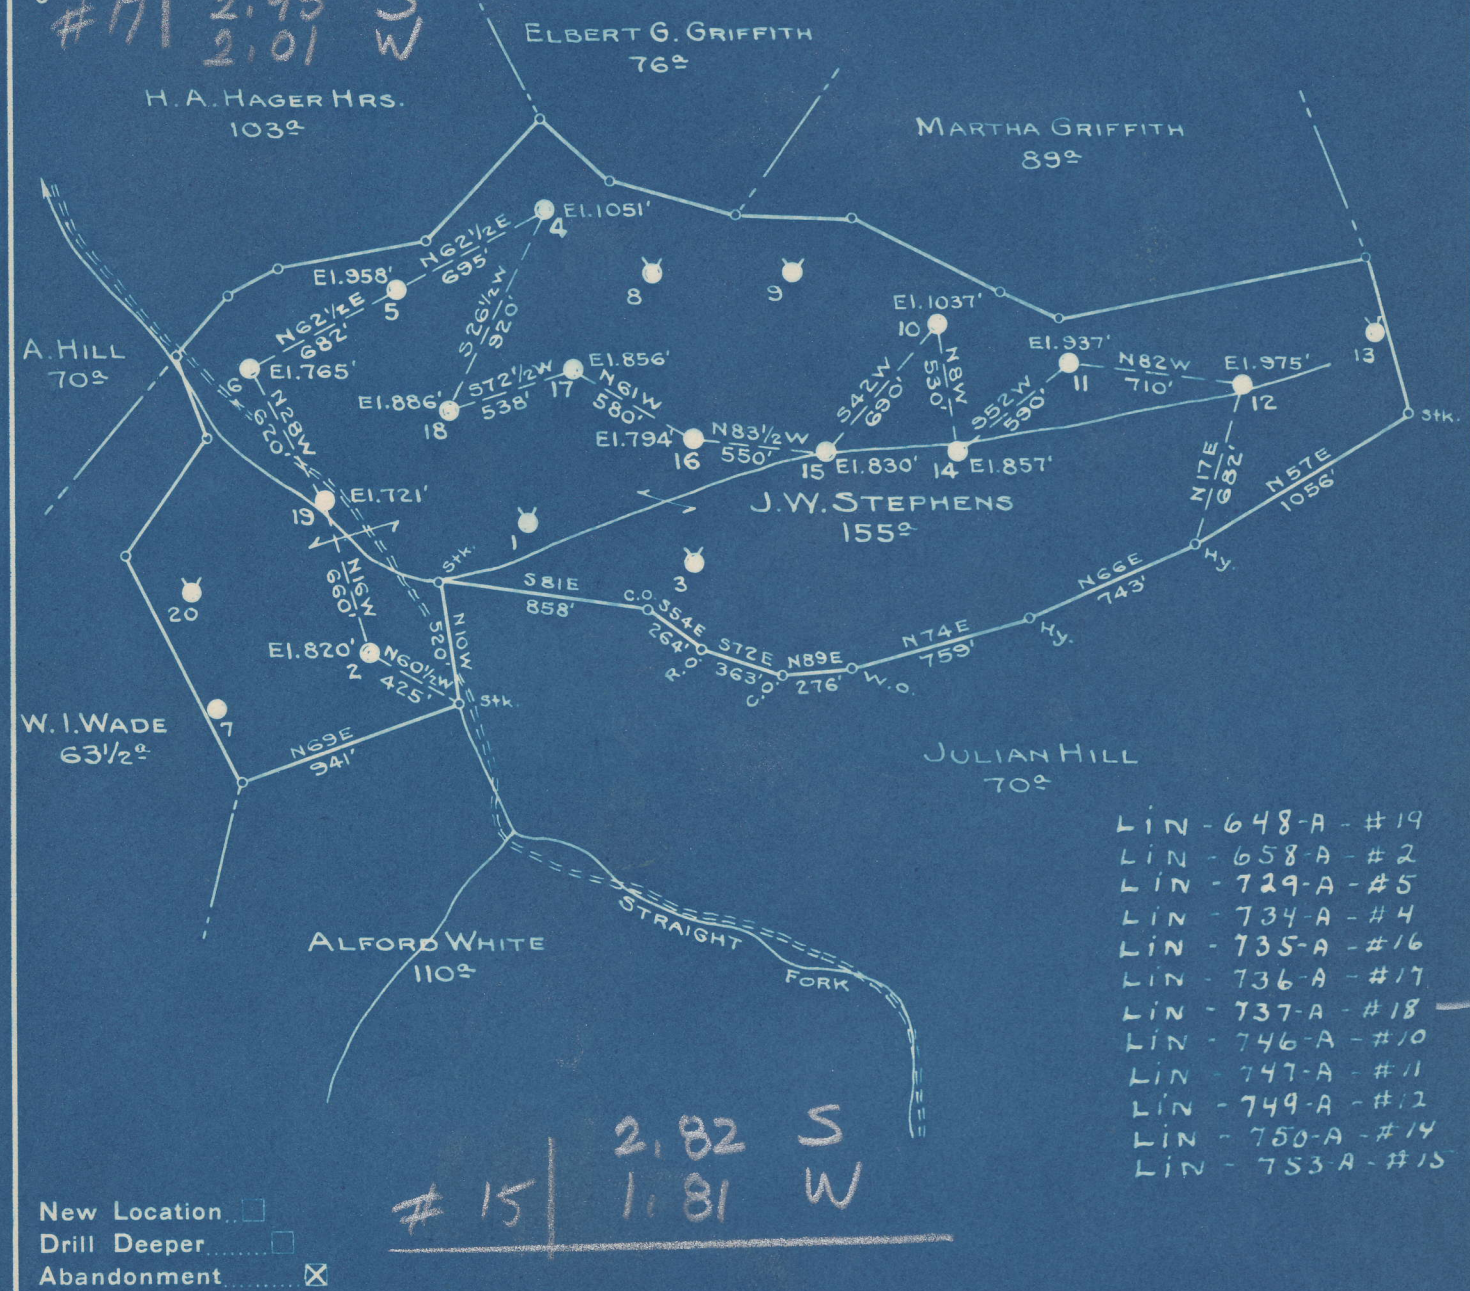 #17 2.95 S
2.01 W
ELBERT G. GRIFFITH
76a
H. A. HAGER HRS.
103a
MARTHA GRIFFITH
89a
El.1051'
4
N62½E
695'
El.958'
5
S26½W
920'
8
9
El.1037'
10
N62½E
682'
A. HILL
70a
6
El.765'
El.937'
11
N82W
710'
El.975'
12
13
El.856'
17
S72½W
538'
N61W
580'
S42W
690'
N8W
530'
S52W
590'
El.886'
18
N28W
620'
El.794'
16
N83½W
550'
15
El.830'
14
El.857'
Stk.
N17E
682'
N57E
1056'
El.721'
19
J.W. STEPHENS
155a
1
Stk.
3
Hy.
N16W
660'
S81E
858'
C.O.
N66E
743'
20
S54E
264'
N10W
520'
Hy.
El.820'
2
N60½W
425'
R.O.
S72E
363'
N89E
276'
N74E
759'
W.O.
C.O.
Stk.
7
W. I. WADE
63½a
N69E
941'
JULIAN HILL
70a
LiN - 648-A - #19
LiN - 658-A - #2
LiN - 729-A - #5
LiN - 734-A - #4
LiN - 735-A - #16
LiN - 736-A - #17
LiN - 737-A - #18
LiN - 746-A - #10
LiN - 747-A - #11
LiN - 749-A - #12
LiN - 750-A - #14
LiN - 753-A - #15
STRAIGHT
FORK
ALFORD WHITE
110a
2.82 S
# 15 1.81 W
New Location
Drill Deeper
Abandonment